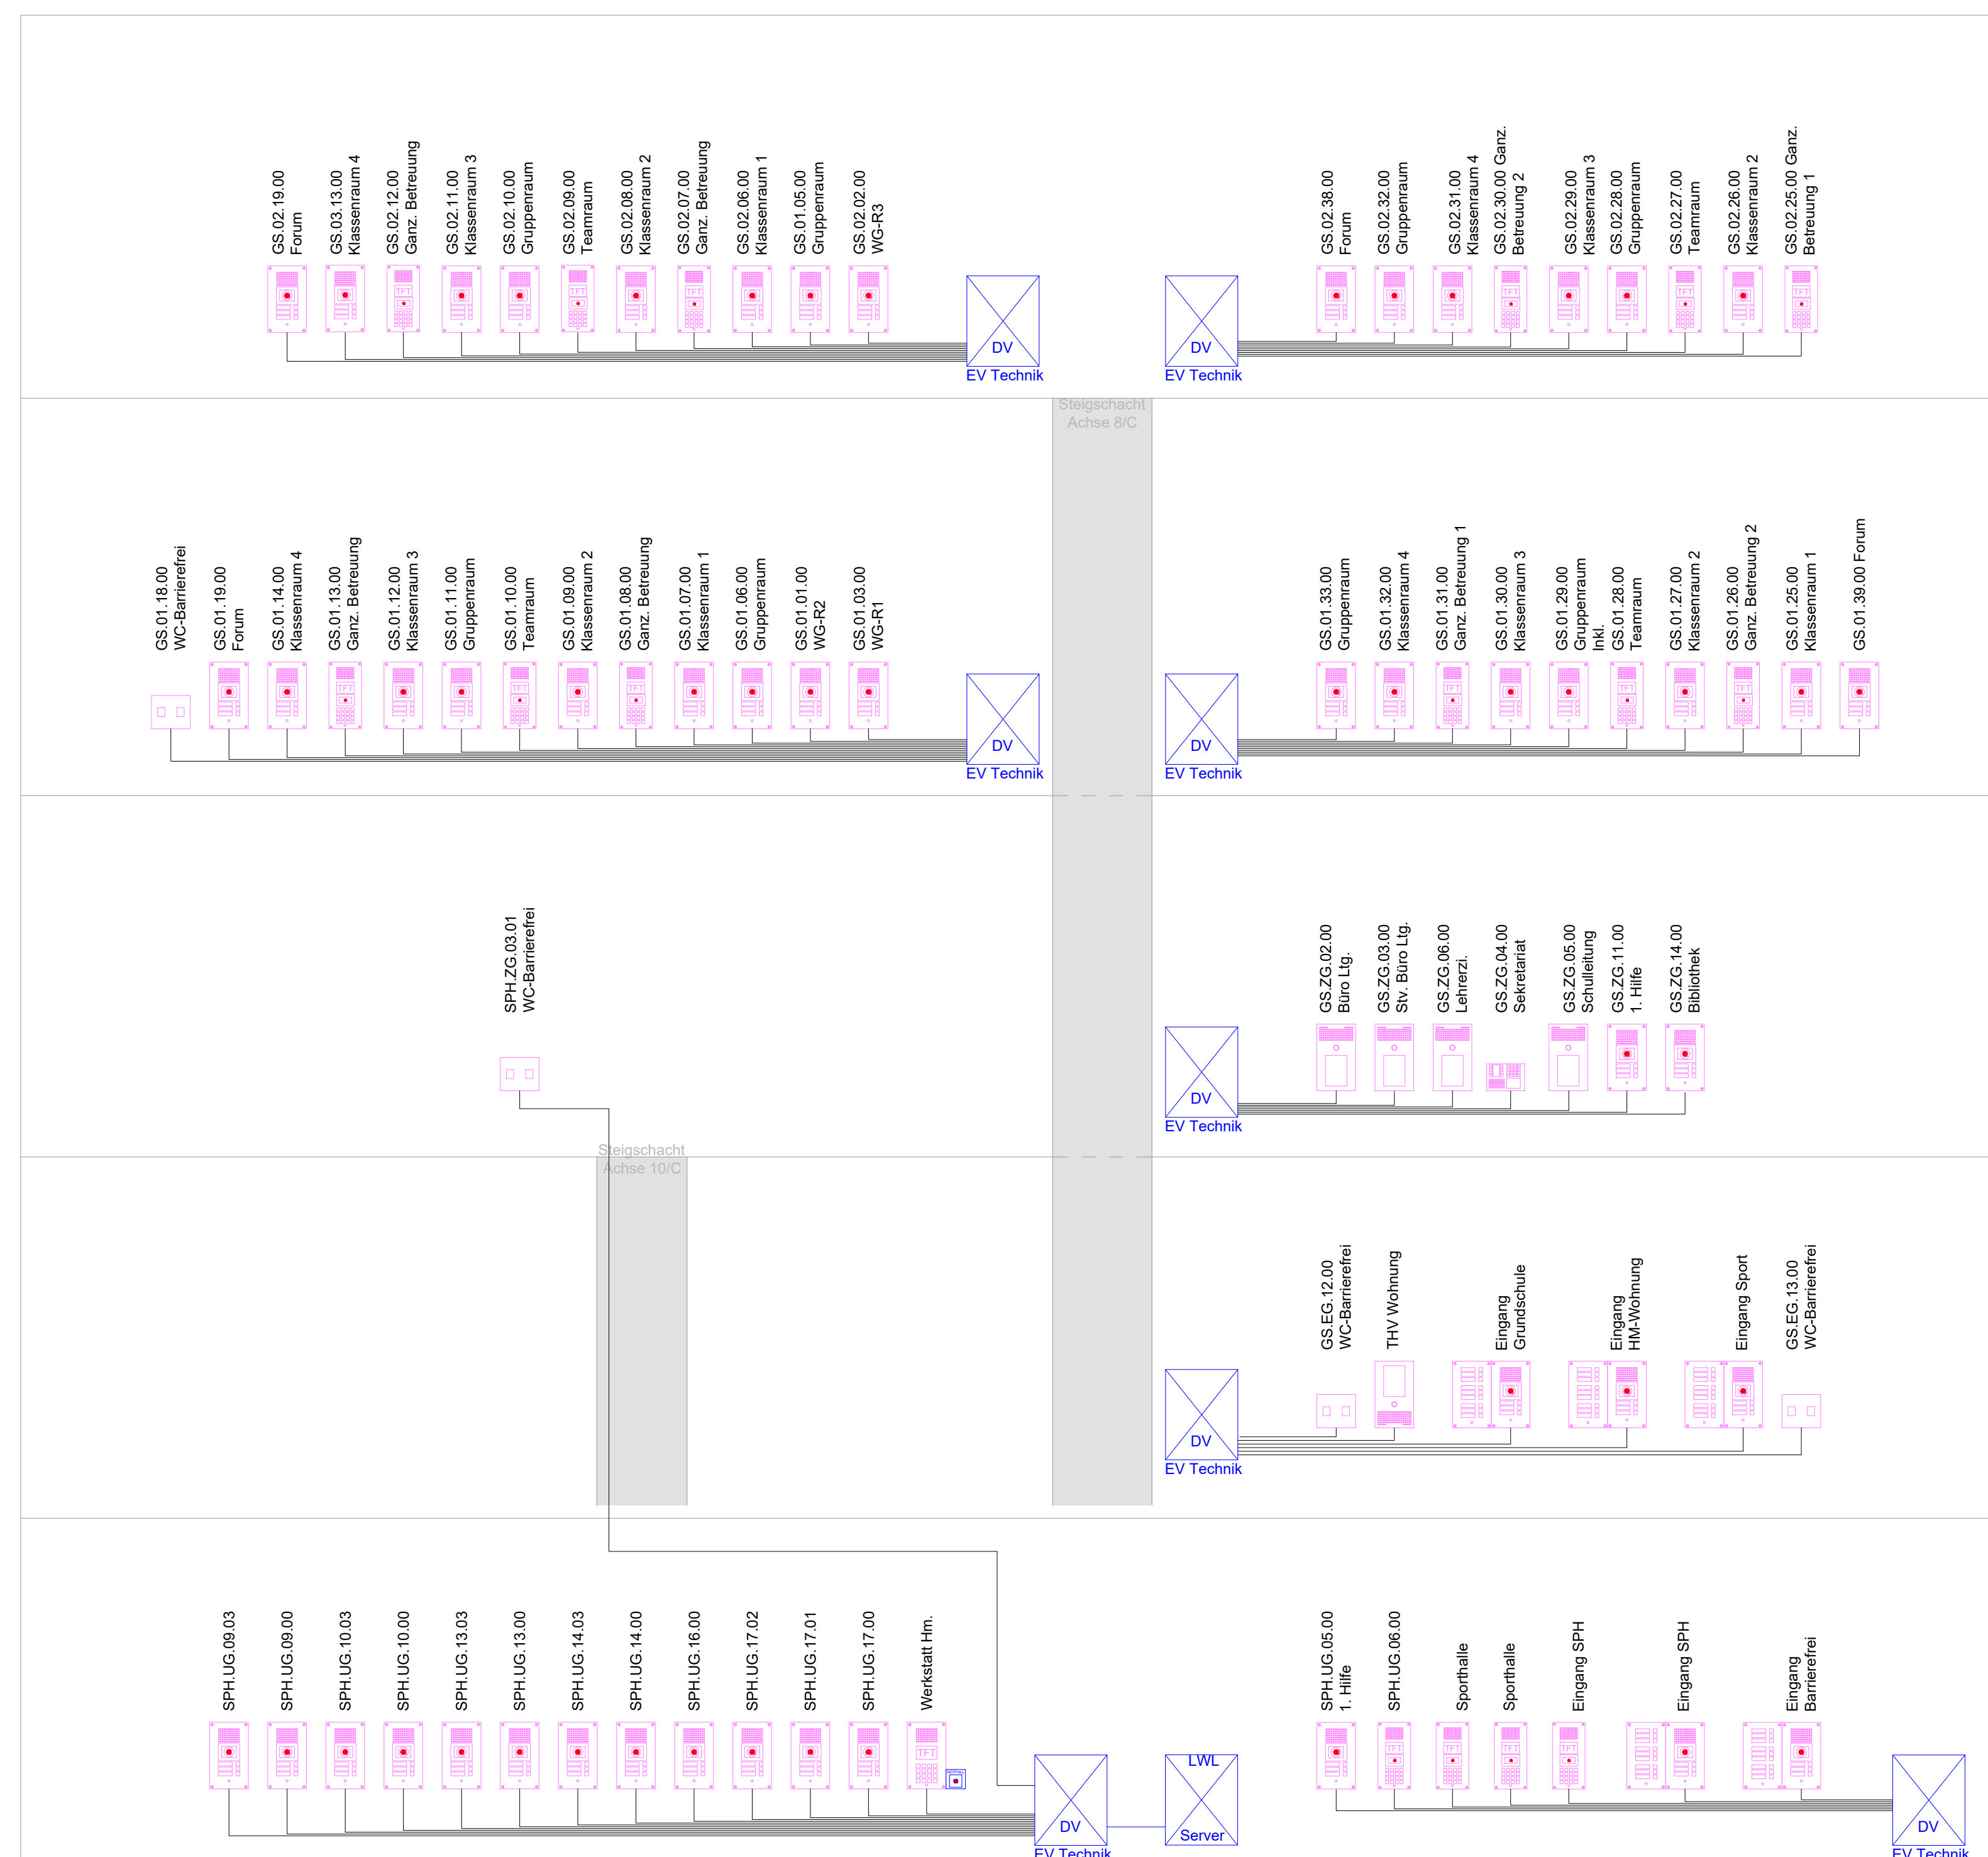 GS.02.19.00
Forum
GS.03.13.00
Klassenraum 4
GS.02.12.00
Ganz. Betreuung
GS.02.11.00
Klassenraum 3
GS.02.10.00
Gruppenraum
GS.02.09.00
Teamraum
GS.02.08.00
Klassenraum 2
GS.02.07.00
Ganz. Betreuung
GS.02.06.00
Klassenraum 1
GS.01.05.00
Gruppenraum
GS.02.02.00
WG-R3
TFT
TFT
TFT
DV
EV Technik
GS.02.38.00
Forum
GS.02.32.00
Gruppenraum
GS.02.31.00
Klassenraum 4
GS.02.30.00 Ganz.
Betreuung 2
GS.02.29.00
Klassenraum 3
GS.02.28.00
Gruppenraum
GS.02.27.00
Teamraum
GS.02.26.00
Klassenraum 2
GS.02.25.00 Ganz.
Betreuung 1
TFT
TFT
TFT
DV
EV Technik
Steigschacht
Achse 8/C
GS.01.18.00
WC-Barrierefrei
GS.01.19.00
Forum
GS.01.14.00
Klassenraum 4
GS.01.13.00
Ganz. Betreuung
GS.01.12.00
Klassenraum 3
GS.01.11.00
Gruppenraum
GS.01.10.00
Teamraum
GS.01.09.00
Klassenraum 2
GS.01.08.00
Ganz. Betreuung
GS.01.07.00
Klassenraum 1
GS.01.06.00
Gruppenraum
GS.01.01.00
WG-R2
GS.01.03.00
WG-R1
TFT
TFT
TFT
DV
EV Technik
GS.01.33.00
Gruppenraum
GS.01.32.00
Klassenraum 4
GS.01.31.00
Ganz. Betreuung 1
GS.01.30.00
Klassenraum 3
GS.01.29.00
Gruppenraum
Inkl.
GS.01.28.00
Teamraum
GS.01.27.00
Klassenraum 2
GS.01.26.00
Ganz. Betreuung 2
GS.01.25.00
Klassenraum 1
GS.01.39.00 Forum
TFT
TFT
TFT
DV
EV Technik
SPH.ZG.03.01
WC-Barrierefrei
GS.ZG.02.00
Büro Ltg.
GS.ZG.03.00
Stv. Büro Ltg.
GS.ZG.06.00
Lehrerzi.
GS.ZG.04.00
Sekretariat
GS.ZG.05.00
Schulleitung
GS.ZG.11.00
1. Hilfe
GS.ZG.14.00
Bibliothek
DV
EV Technik
Steigschacht
Achse 10/C
GS.EG.12.00
WC-Barrierefrei
THV Wohnung
Eingang
Grundschule
Eingang
HM-Wohnung
Eingang Sport
GS.EG.13.00
WC-Barrierefrei
DV
EV Technik
SPH.UG.09.03
SPH.UG.09.00
SPH.UG.10.03
SPH.UG.10.00
SPH.UG.13.03
SPH.UG.13.00
SPH.UG.14.03
SPH.UG.14.00
SPH.UG.16.00
SPH.UG.17.02
SPH.UG.17.01
SPH.UG.17.00
Werkstatt Hm.
TFT
NOTFALL
DV
EV Technik
LWL
Server
SPH.UG.05.00
1. Hilfe
SPH.UG.06.00
Sporthalle
Sporthalle
Eingang SPH
Eingang SPH
Eingang
Barrierefrei
TFT
TFT
TFT
TFT
DV
EV Technik